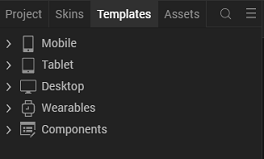 Project Skins Templates Assets
Mobile
Tablet
Desktop
Wearables
Components